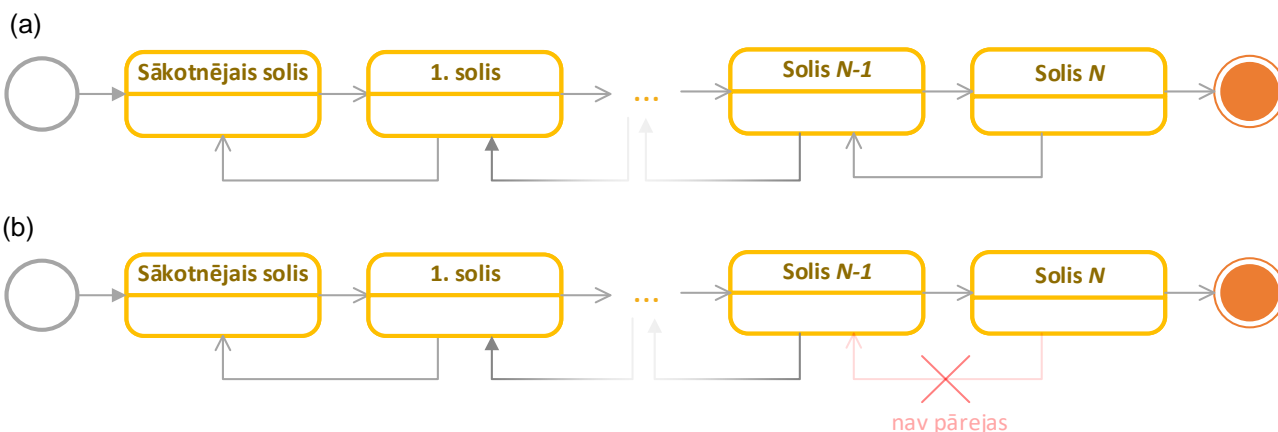 (a)
Sākotnējais solis
1. solis
...
Solis N-1
Solis N
(b)
Sākotnējais solis
1. solis
...
Solis N-1
Solis N
nav pārejas